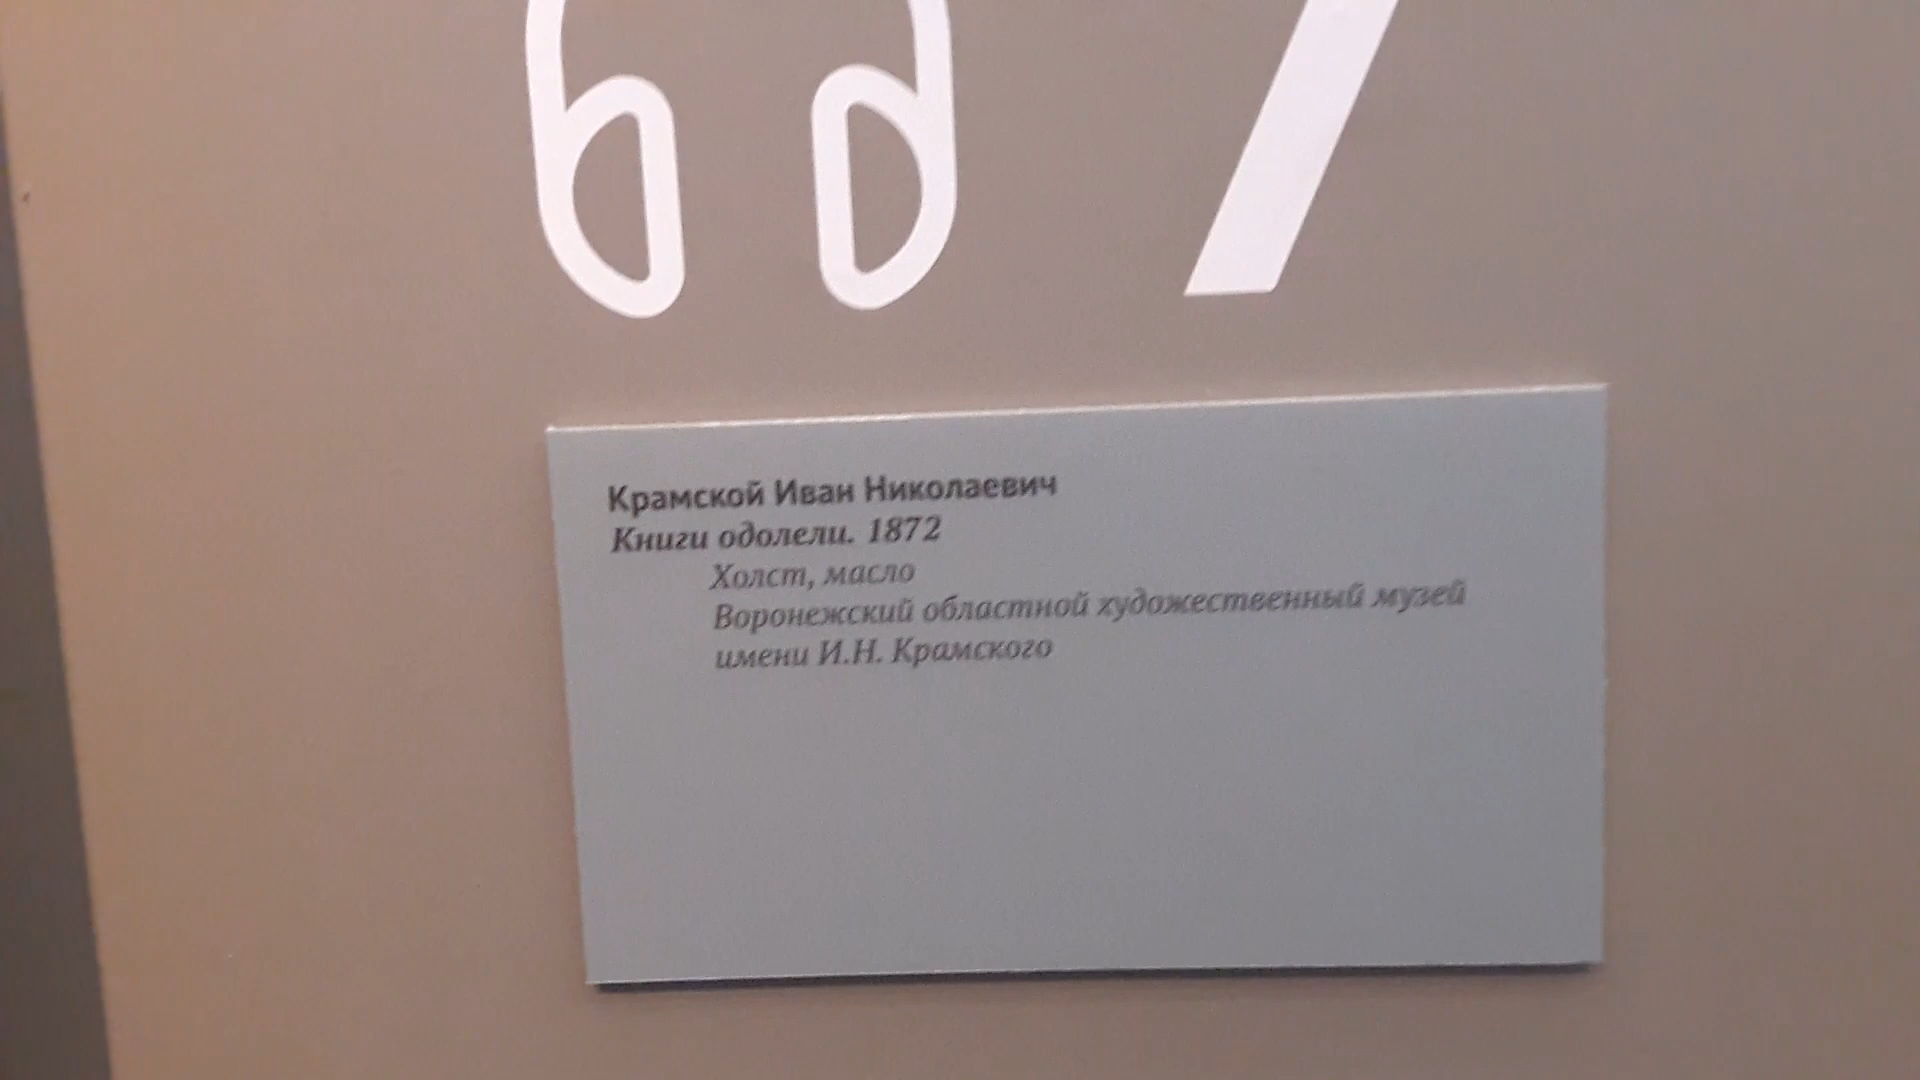 Крамской Иван Николаевич
Книги одолели. 1872
Холст, масло
Воронежский областной художественный музей
имени И.Н. Крамского